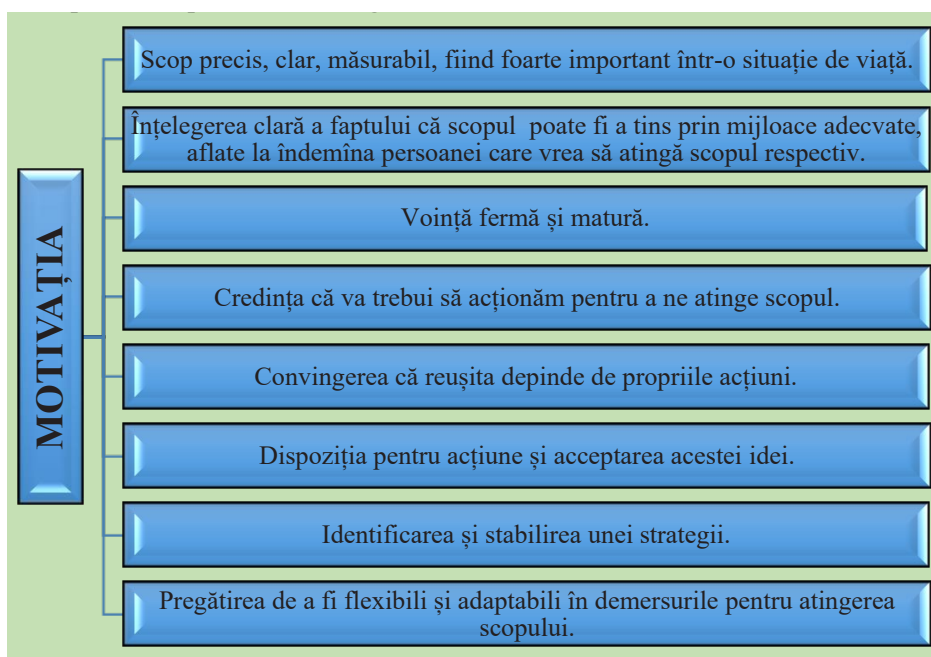 MOTIVAȚIA
Scop precis, clar, măsurabil, fiind foarte important într-o situație de viață.
Înțelegerea clară a faptului că scopul  poate fi a tins prin mijloace adecvate,
aflate la îndemîna persoanei care vrea să atingă scopul respectiv.
Voință fermă și matură.
Credința că va trebui să acționăm pentru a ne atinge scopul.
Convingerea că reușita depinde de propriile acțiuni.
Dispoziția pentru acțiune și acceptarea acestei idei.
Identificarea și stabilirea unei strategii.
Pregătirea de a fi flexibili și adaptabili în demersurile pentru atingerea
scopului.